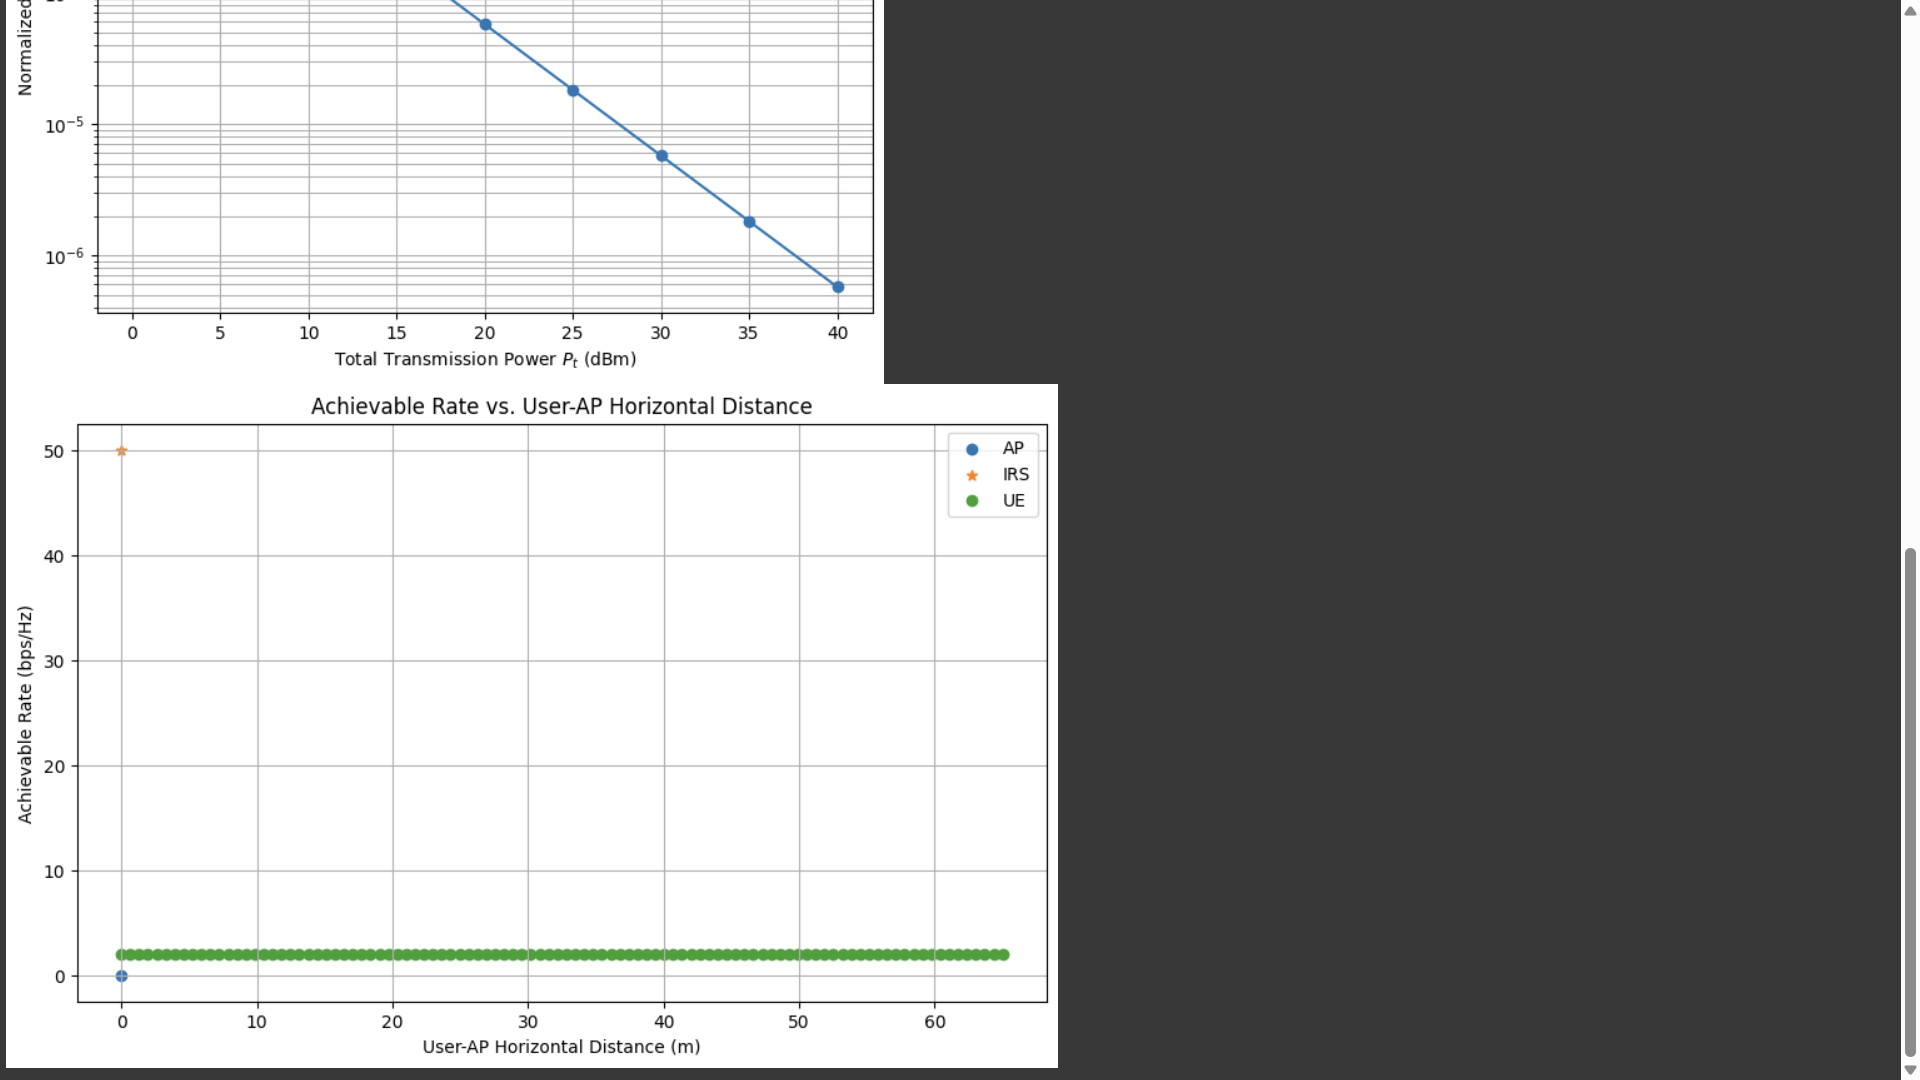 Normalized
20
10⁻⁵
10⁻⁶
0 5 10 15 20 25 30 35 40
Total Transmission Power Pₜ (dBm)
Achievable Rate vs. User-AP Horizontal Distance
AP
IRS
UE
50
40
30
20
10
0
Achievable Rate (bps/Hz)
0 10 20 30 40 50 60
User-AP Horizontal Distance (m)